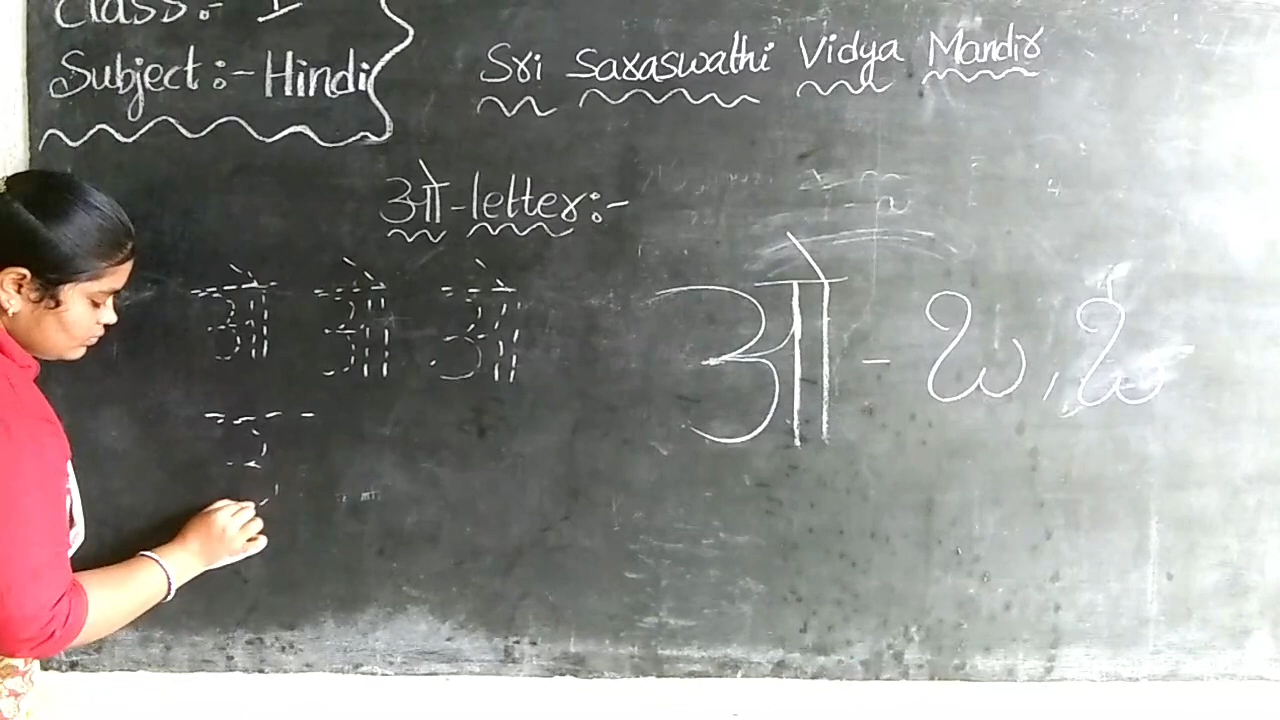 Class:- I
Subject:- Hindi
Sri Saraswathi Vidya Mandir
ओ-letter:-
ओ ओ ओ
ओ - ఒ, ఓ